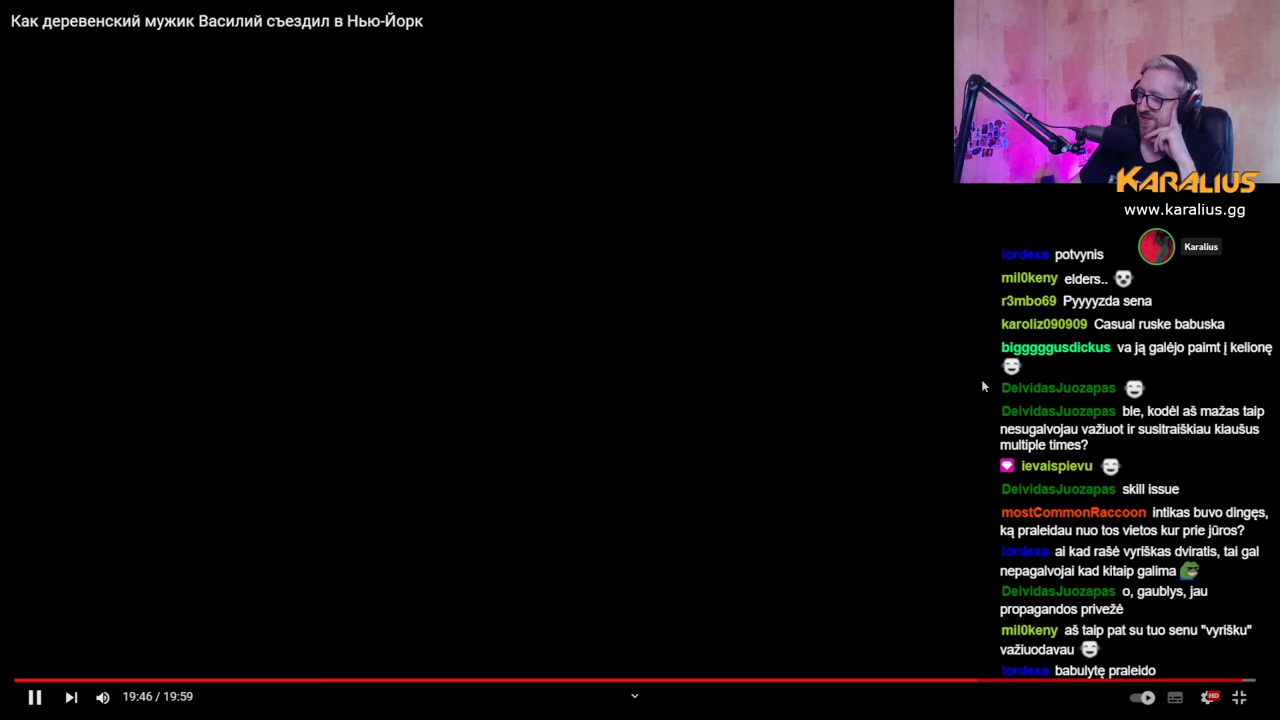 Как деревенский мужик Василий съездил в Нью-Йорк
KARALIUS
www.karalius.gg
Karalius
lordexa potvynis
mil0keny elders..
r3mbo69 Pyyyyzda sena
karoliz090909 Casual ruske babuska
bigggggusdickus va ją galėjo paimt į kelionę
DeividasJuozapas
DeividasJuozapas ble, kodėl aš mažas taip
nesugalvojau važiuot ir susitraiškiau kiaušus
multiple times?
ievaispievu
DeividasJuozapas skill issue
mostCommonRaccoon intikas buvo dingęs,
ką praleidau nuo tos vietos kur prie jūros?
lordexa ai kad rašė vyriškas dviratis, tai gal
nepagalvojai kad kitaip galima
DeividasJuozapas o, gaublys, jau
propagandos privežė
mil0keny aš taip pat su tuo senu "vyrišku"
važiuodavau
lordexa babulytę praleido
19:46 / 19:59
HD